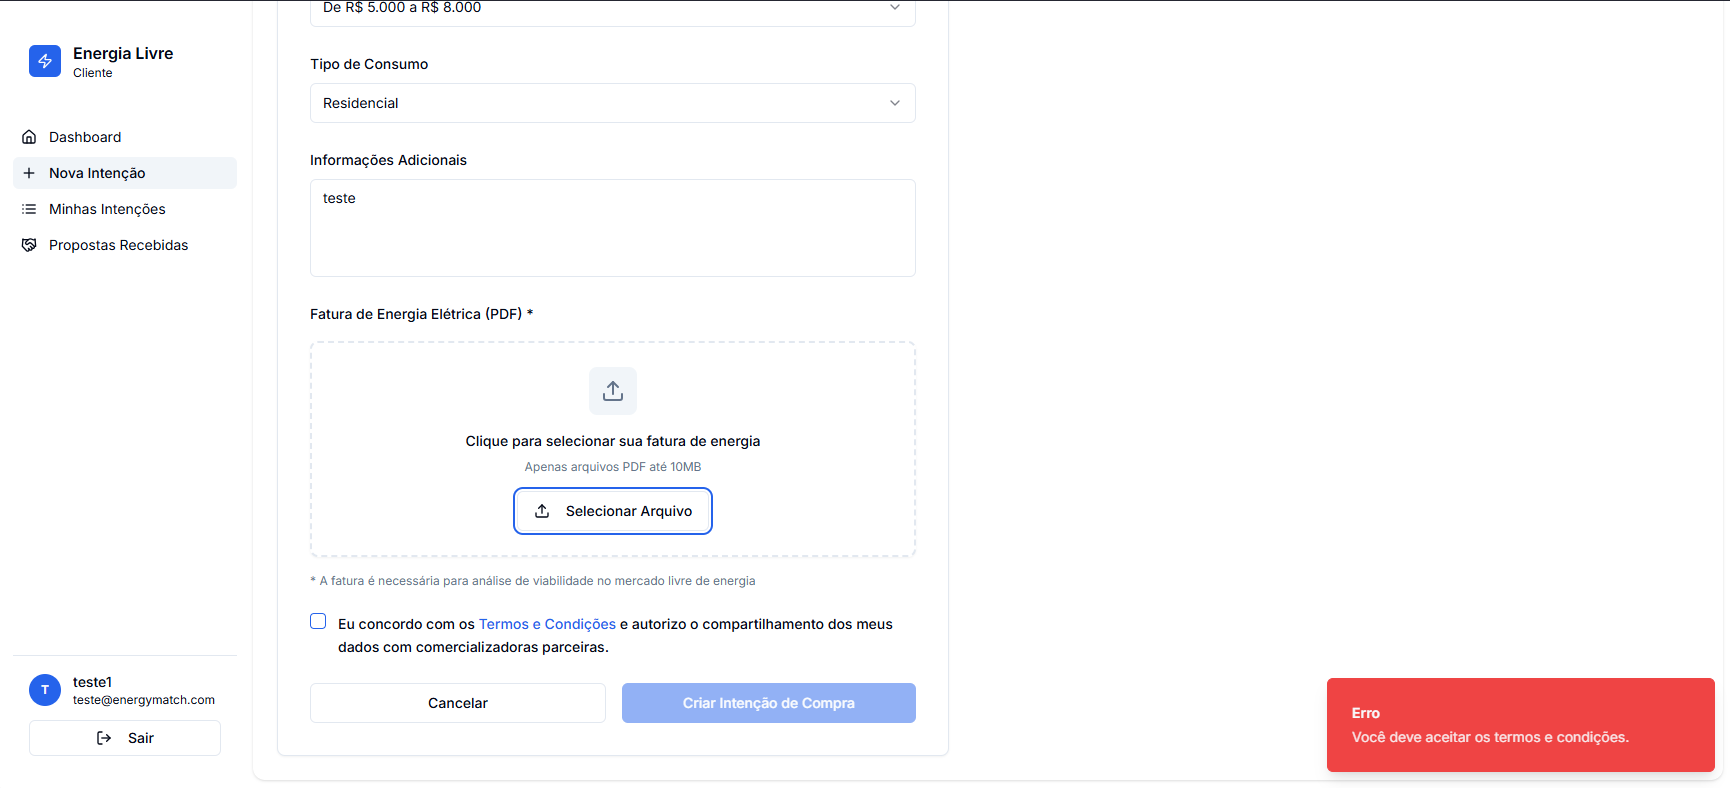 Energia Livre
Cliente
Dashboard
Nova Intenção
Minhas Intenções
Propostas Recebidas
T
teste1
teste@energymatch.com
Sair
De R$ 5.000 a R$ 8.000
Tipo de Consumo
Residencial
Informações Adicionais
teste
Fatura de Energia Elétrica (PDF) *
Clique para selecionar sua fatura de energia
Apenas arquivos PDF até 10MB
Selecionar Arquivo
* A fatura é necessária para análise de viabilidade no mercado livre de energia
Eu concordo com os Termos e Condições e autorizo o compartilhamento dos meus
dados com comercializadoras parceiras.
Cancelar
Criar Intenção de Compra
Erro
Você deve aceitar os termos e condições.